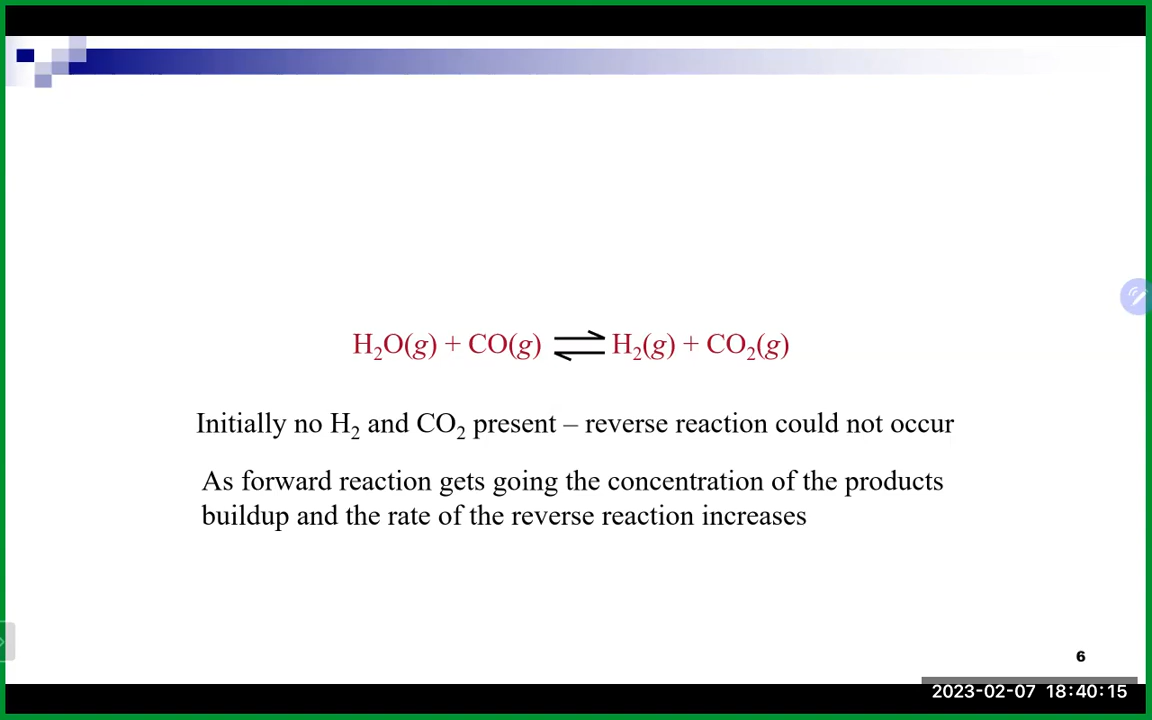 H₂O(g) + CO(g) ⇌ H₂(g) + CO₂(g)
Initially no H₂ and CO₂ present – reverse reaction could not occur
As forward reaction gets going the concentration of the products
buildup and the rate of the reverse reaction increases
6
2023-02-07 18:40:15